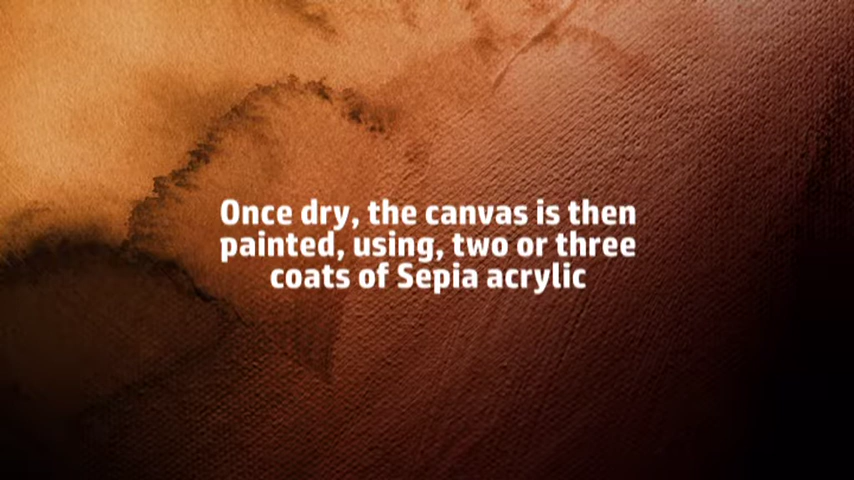 Once dry, the canvas is then
painted, using, two or three
coats of Sepia acrylic